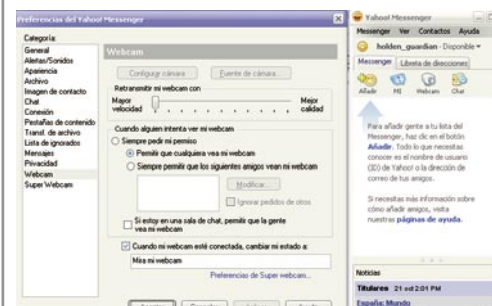 Preferencias del Yahoo! Messenger
Categoría:
General
Alertas/Sonidos
Apariencia
Archivo
Imagen de contacto
Chat
Conexión
Pestañas de contenido
Transf. de archivo
Lista de ignorados
Mensajes
Privacidad
Webcam
Super Webcam
Webcam
Configurar cámara
Fuente de cámara...
Retransmitir mi webcam con
Mayor velocidad
Mejor calidad
Cuando alguien intenta ver mi webcam
Siempre pedir mi permiso
Permitir que cualquiera vea mi webcam
Siempre permitir que los siguientes amigos vean mi webcam
Modificar...
Ignorar pedidos de otros
Si estoy en una sala de chat, permitir que la gente
vea mi webcam
Cuando mi webcam esté conectada, cambiar mi estado a:
Mira mi webcam
Preferencias de Super webcam...
Yahoo! Messenger
Messenger Ver Contactos Ayuda
holden_guardian - Disponible
Messenger Libreta de direcciones
Añadir MI Webcam Chat
Para añadir gente a tu lista del
Messenger, haz clic en el botón
Añadir. Todo lo que necesitas
conocer es el nombre de usuario
(ID) de Yahoo! o la dirección de
correo de tus amigos.
Si necesitas más información sobre
cómo añadir amigos, visita
nuestras páginas de ayuda.
Noticias
Titulares 21 oct 2:01 PM
España: Mundo